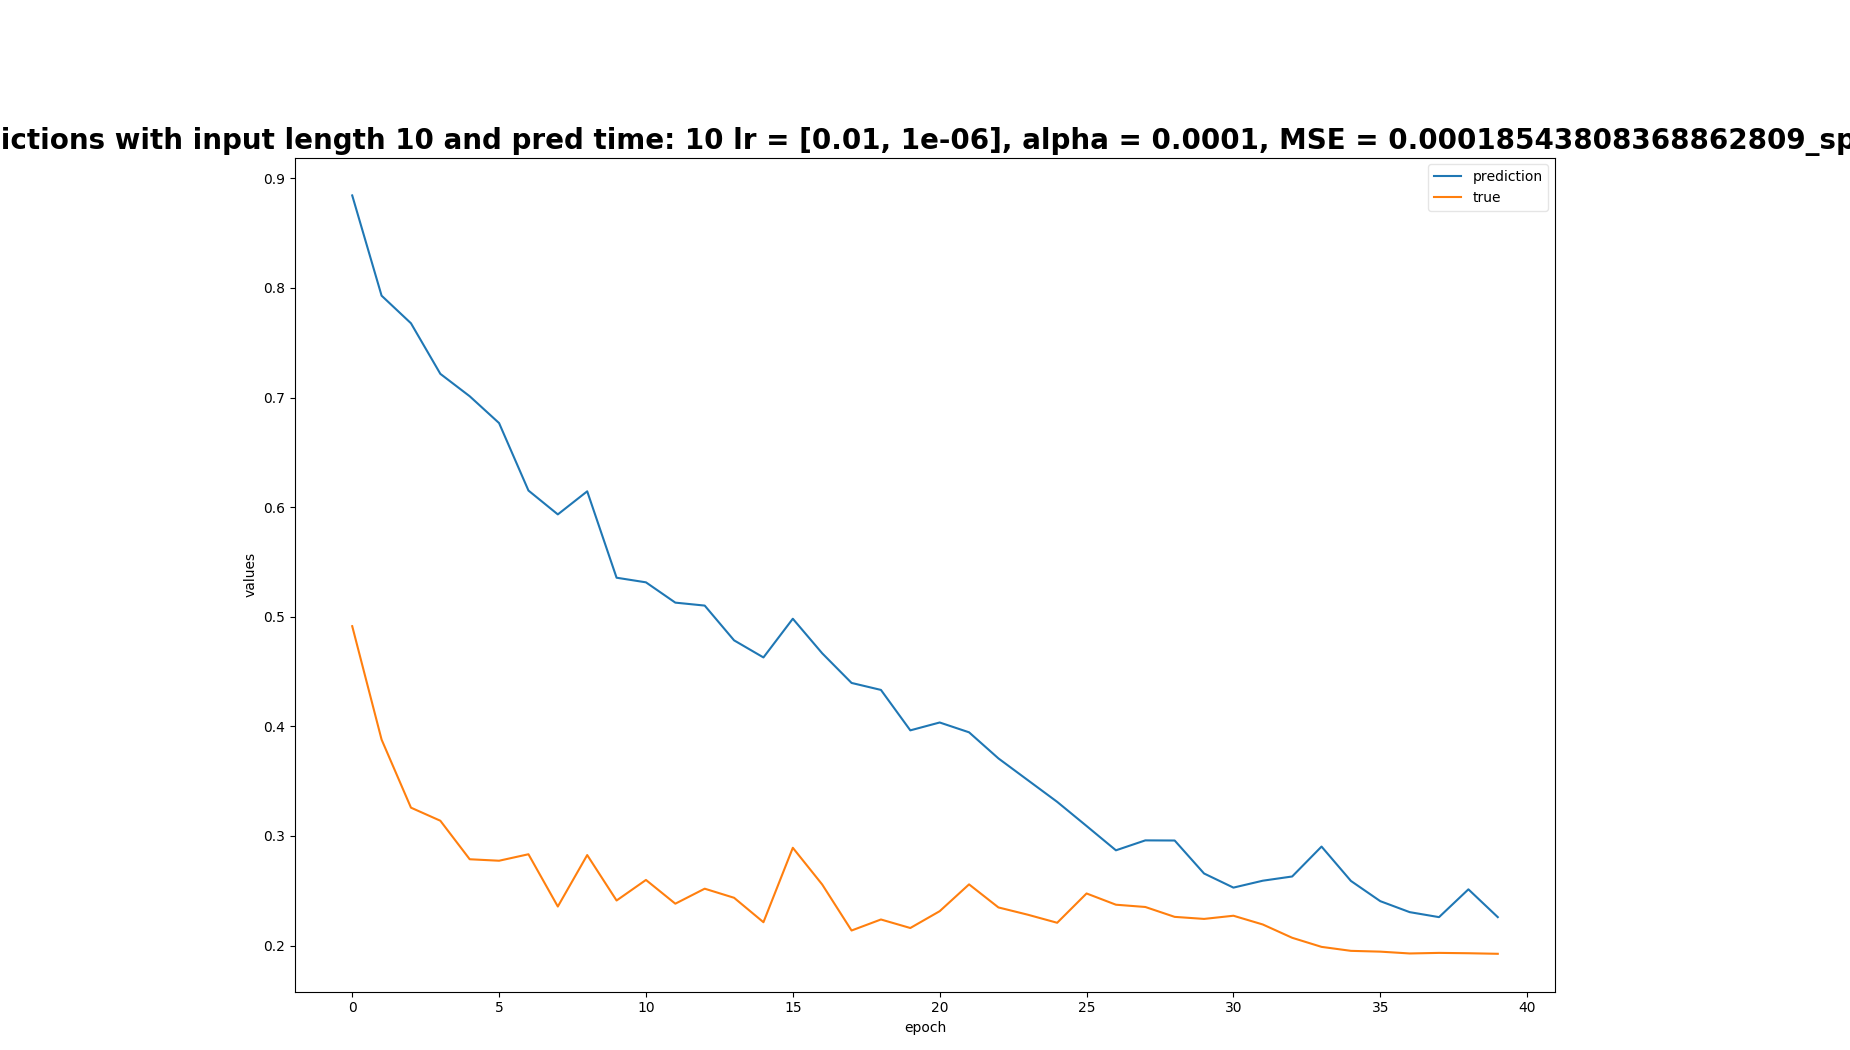 ictions with input length 10 and pred time: 10 lr = [0.01, 1e-06], alpha = 0.0001, MSE = 0.00018543808368862809_sp
prediction
true
0.9
0.8
0.7
0.6
0.5
0.4
0.3
0.2
values
0 5 10 15 20 25 30 35 40
epoch